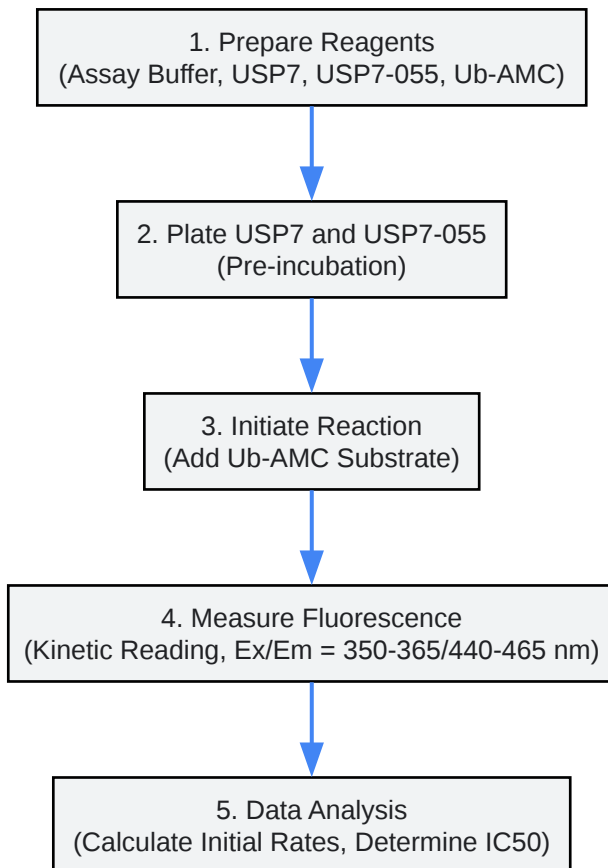 1. Prepare Reagents
(Assay Buffer, USP7, USP7-055, Ub-AMC)
2. Plate USP7 and USP7-055
(Pre-incubation)
3. Initiate Reaction
(Add Ub-AMC Substrate)
4. Measure Fluorescence
(Kinetic Reading, Ex/Em = 350-365/440-465 nm)
5. Data Analysis
(Calculate Initial Rates, Determine IC50)